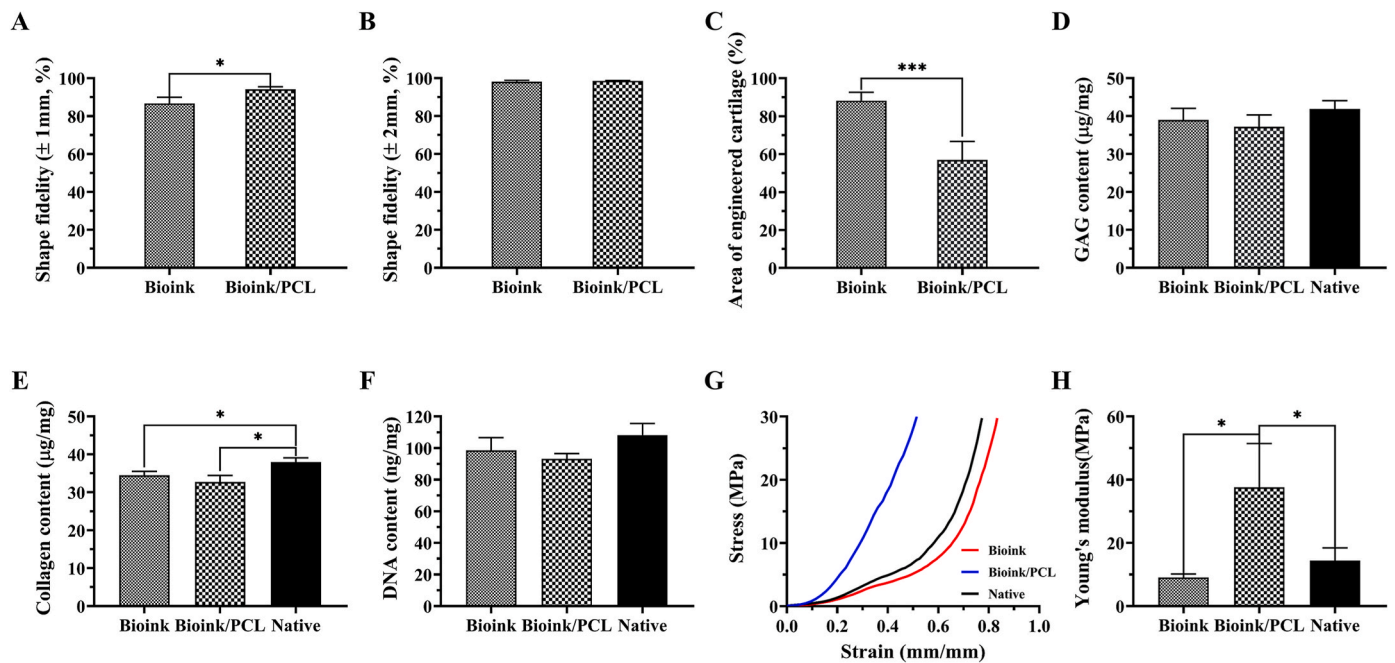 A
Shape fidelity (± 1mm, %)
100
80
60
40
20
0
*
Bioink Bioink/PCL
B
Shape fidelity (± 2mm, %)
100
80
60
40
20
0
Bioink Bioink/PCL
C
Area of engineered cartilage (%)
100
80
60
40
20
0
***
Bioink Bioink/PCL
D
GAG content (μg/mg)
50
40
30
20
10
0
Bioink Bioink/PCL Native
E
Collagen content (μg/mg)
50
40
30
20
10
0
*
*
Bioink Bioink/PCL Native
F
DNA content (ng/mg)
120
100
80
60
40
20
0
Bioink Bioink/PCL Native
G
Stress (MPa)
30
20
10
0
Bioink
Bioink/PCL
Native
0.0 0.2 0.4 0.6 0.8 1.0
Strain (mm/mm)
H
Young's modulus(MPa)
60
40
20
0
*
*
Bioink Bioink/PCL Native